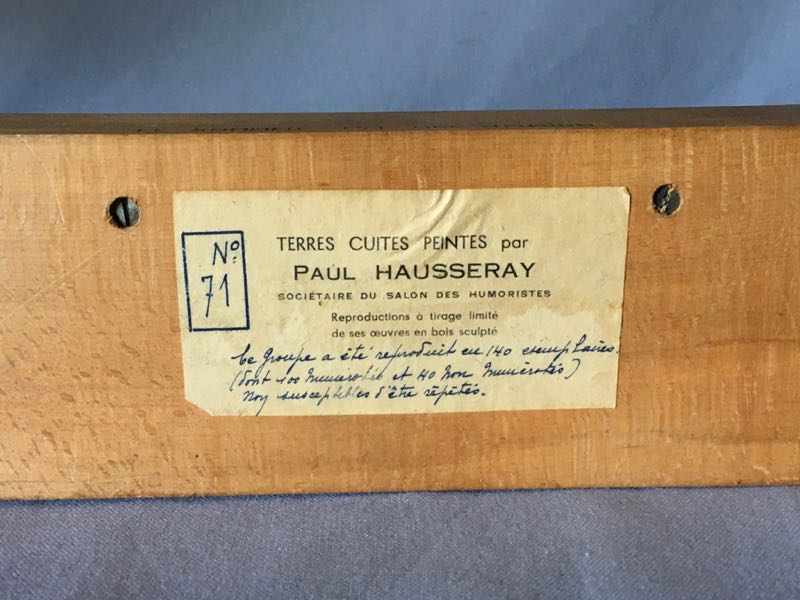 Nº
71
TERRES CUITES PEINTES par
PAUL HAUSSERAY
SOCIÉTAIRE DU SALON DES HUMORISTES
Reproductions à tirage limité
de ses œuvres en bois sculpté
Ce Groupe a été reproduit en 140 exemplaires.
(dont 100 Numérotés et 40 Non Numérotés)
Non susceptibles d'être répétés.